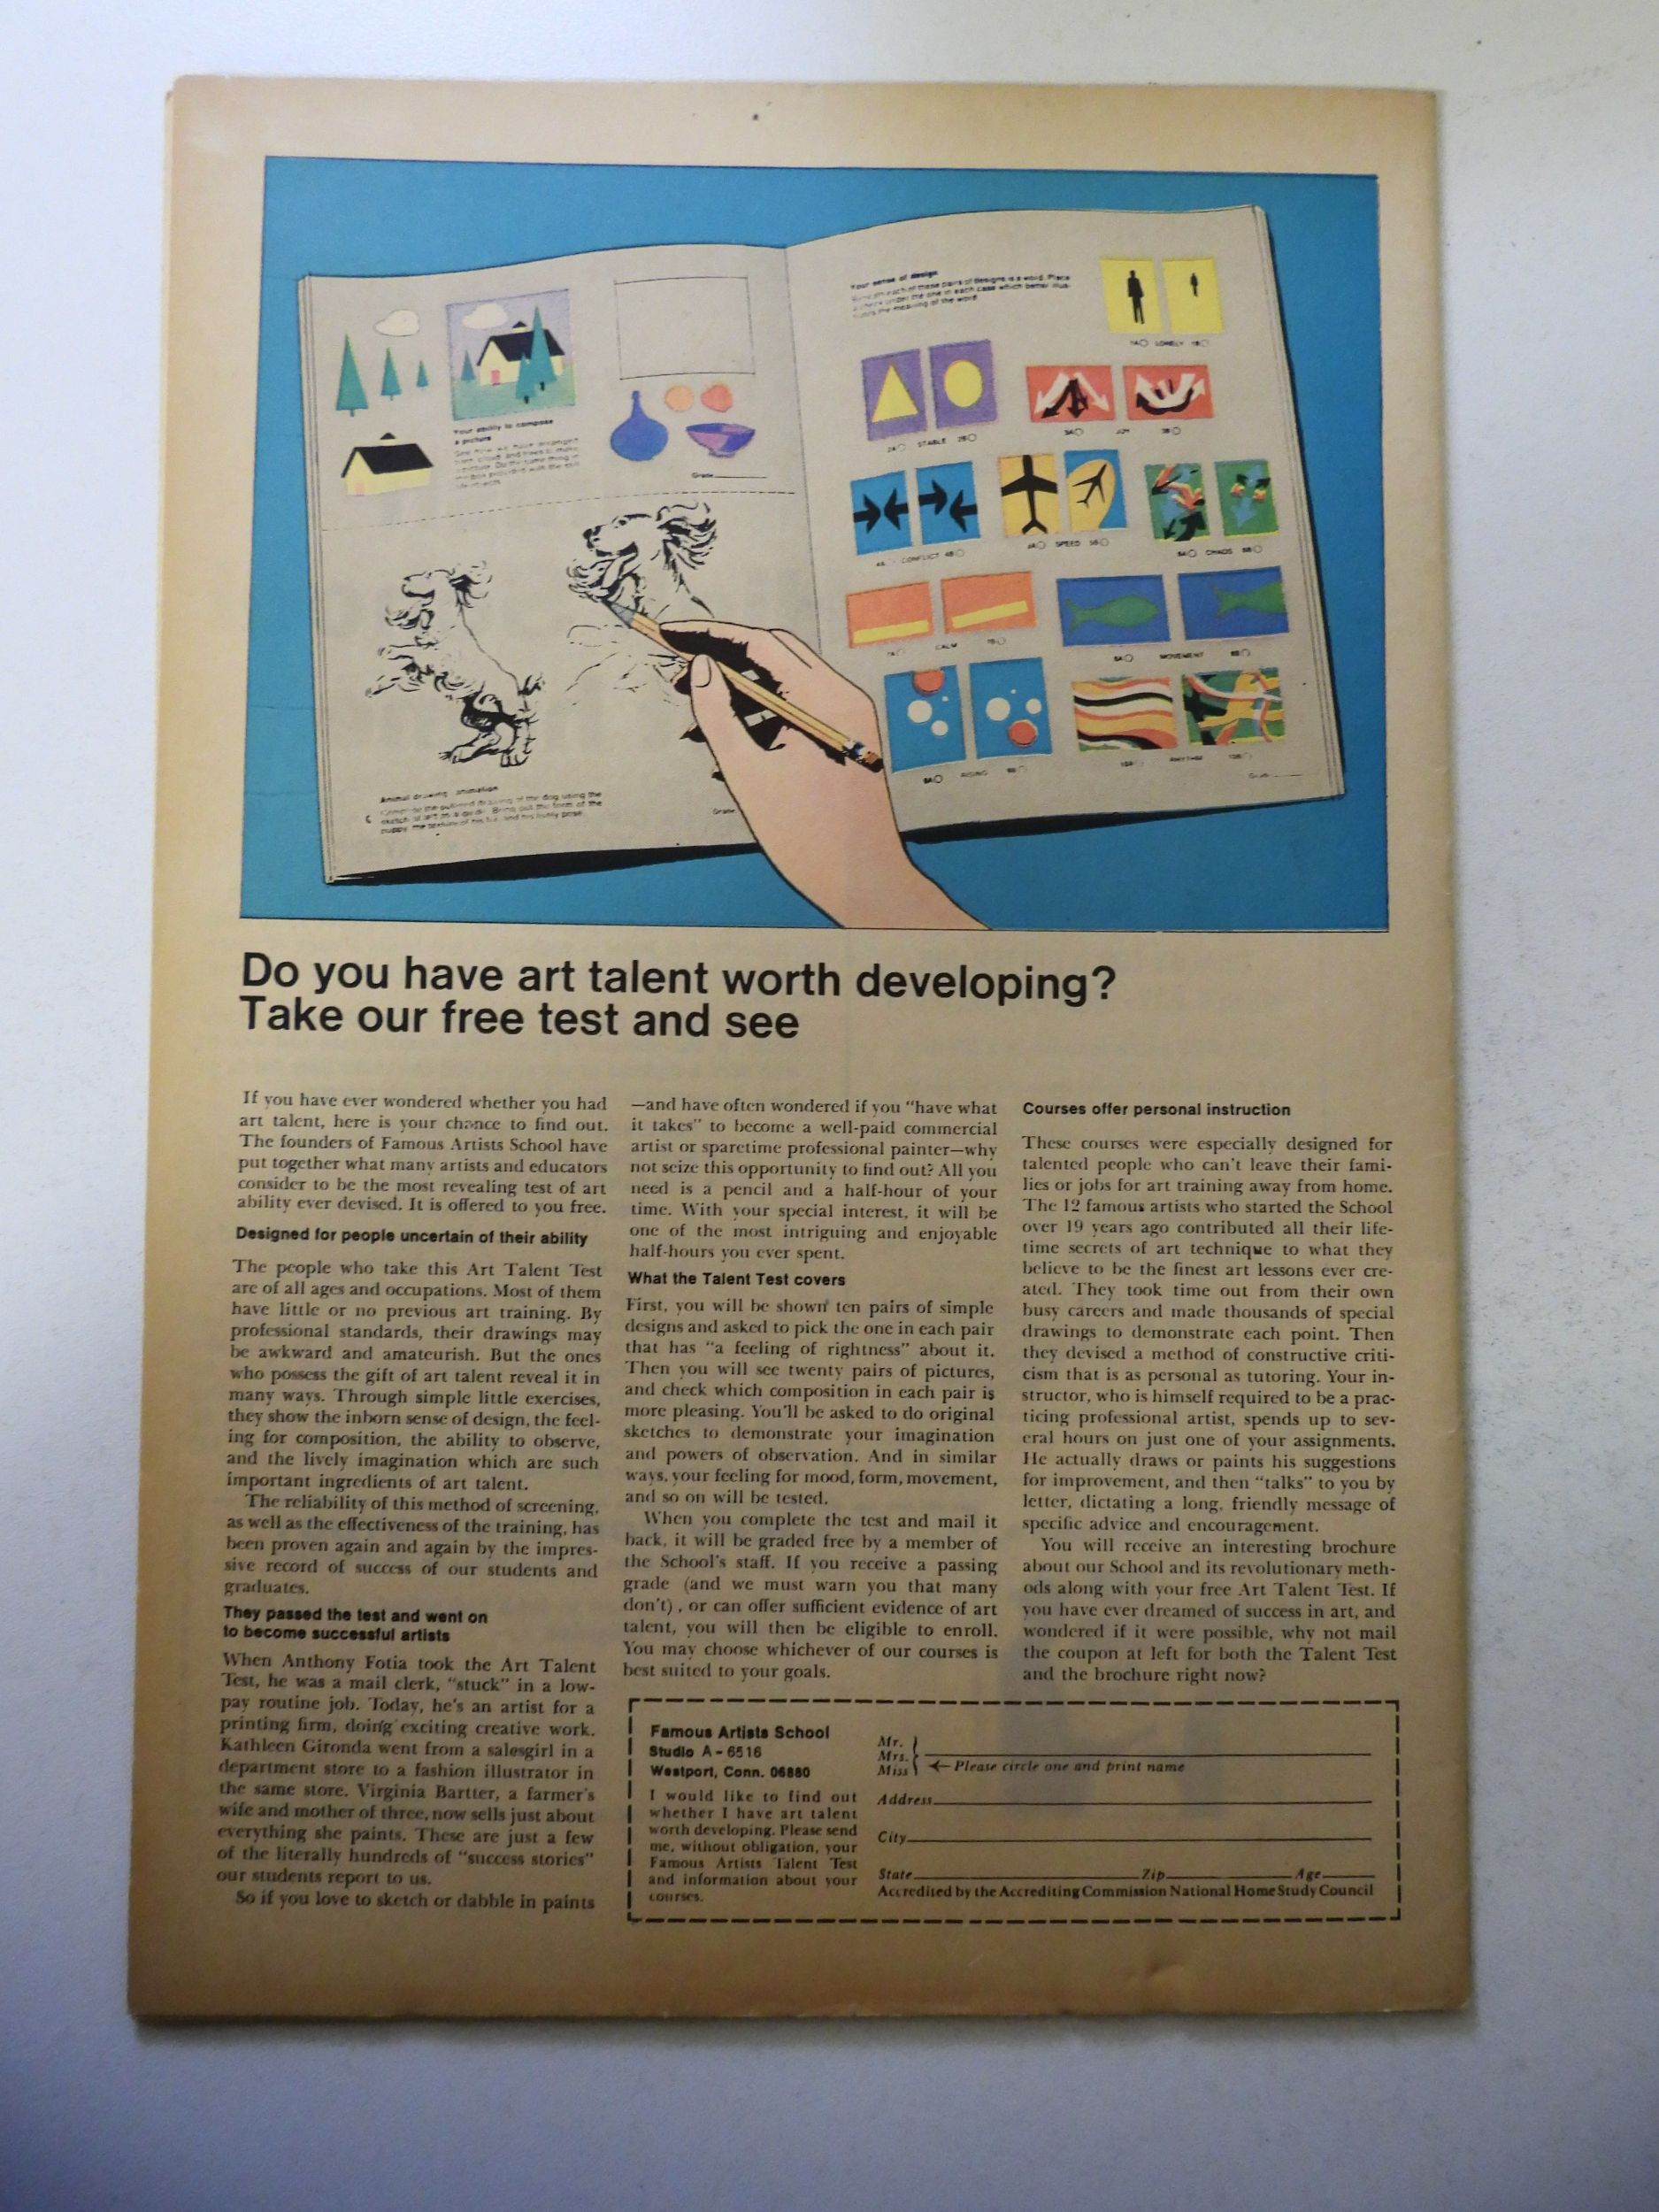 Your ability to compose
a picture
Grade
Animal drawing animation
Your sense of design
1A LONELY 1B
2A STABLE 2B
3A JOY 3B
CONFLICT 4B
SPEED 5B
CHAOS
CALM
MOVEMENT
RISING
RHYTHM
Do you have art talent worth developing?
Take our free test and see
If you have ever wondered whether you had
art talent, here is your chance to find out.
The founders of Famous Artists School have
put together what many artists and educators
consider to be the most revealing test of art
ability ever devised. It is offered to you free.
Designed for people uncertain of their ability
The people who take this Art Talent Test
are of all ages and occupations. Most of them
have little or no previous art training. By
professional standards, their drawings may
be awkward and amateurish. But the ones
who possess the gift of art talent reveal it in
many ways. Through simple little exercises,
they show the inborn sense of design, the feel-
ing for composition, the ability to observe,
and the lively imagination which are such
important ingredients of art talent.
The reliability of this method of screening,
as well as the effectiveness of the training, has
been proven again and again by the impres-
sive record of success of our students and
graduates.
They passed the test and went on
to become successful artists
When Anthony Fotia took the Art Talent
Test, he was a mail clerk, "stuck" in a low-
pay routine job. Today, he's an artist for a
printing firm, doing exciting creative work.
Kathleen Gironda went from a salesgirl in a
department store to a fashion illustrator in
the same store. Virginia Bartter, a farmer's
wife and mother of three, now sells just about
everything she paints. These are just a few
of the literally hundreds of "success stories"
our students report to us.
So if you love to sketch or dabble in paints
—and have often wondered if you "have what
it takes" to become a well-paid commercial
artist or sparetime professional painter—why
not seize this opportunity to find out? All you
need is a pencil and a half-hour of your
time. With your special interest, it will be
one of the most intriguing and enjoyable
half-hours you ever spent.
What the Talent Test covers
First, you will be shown ten pairs of simple
designs and asked to pick the one in each pair
that has "a feeling of rightness" about it.
Then you will see twenty pairs of pictures,
and check which composition in each pair is
more pleasing. You'll be asked to do original
sketches to demonstrate your imagination
and powers of observation. And in similar
ways, your feeling for mood, form, movement,
and so on will be tested.
When you complete the test and mail it
back, it will be graded free by a member of
the School's staff. If you receive a passing
grade (and we must warn you that many
don't), or can offer sufficient evidence of art
talent, you will then be eligible to enroll.
You may choose whichever of our courses is
best suited to your goals.
Courses offer personal instruction
These courses were especially designed for
talented people who can't leave their fami-
lies or jobs for art training away from home.
The 12 famous artists who started the School
over 19 years ago contributed all their life-
time secrets of art technique to what they
believe to be the finest art lessons ever cre-
ated. They took time out from their own
busy careers and made thousands of special
drawings to demonstrate each point. Then
they devised a method of constructive criti-
cism that is as personal as tutoring. Your in-
structor, who is himself required to be a prac-
ticing professional artist, spends up to sev-
eral hours on just one of your assignments.
He actually draws or paints his suggestions
for improvement, and then "talks" to you by
letter, dictating a long, friendly message of
specific advice and encouragement.
You will receive an interesting brochure
about our School and its revolutionary meth-
ods along with your free Art Talent Test. If
you have ever dreamed of success in art, and
wondered if it were possible, why not mail
the coupon at left for both the Talent Test
and the brochure right now?
Famous Artists School
Studio A-6516
Westport, Conn. 06880
I would like to find out
whether I have art talent
worth developing. Please send
me, without obligation, your
Famous Artists Talent Test
and information about your
courses.
Mr.
Mrs.
Miss
Please circle one and print name
Address
City
State Zip Age
Accredited by the Accrediting Commission National Home Study Council